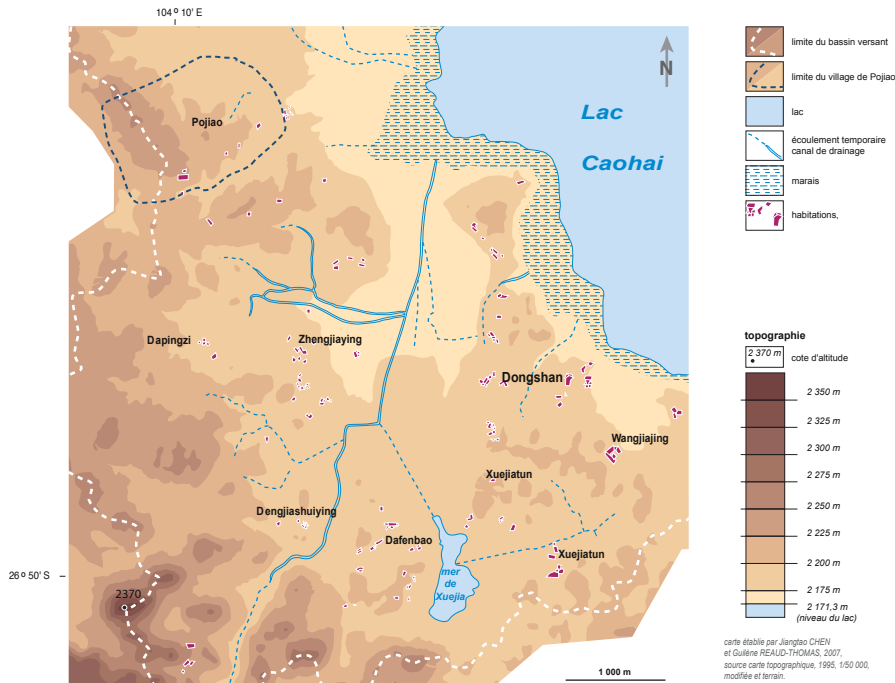 104 o 10' E
N
Lac
Caohai
Pojiao
Dapingzi
Zhengjiaying
Dongshan
Wangjiajing
Xuejiatun
Dengjiashuiying
Dafenbao
Xuejiatun
mer
de
Xuejia
26 o 50' S
2370
1 000 m
limite du bassin versant
limite du village de Pojiao
lac
écoulement temporaire
canal de drainage
marais
habitations,
topographie
2 370 m
cote d'altitude
2 350 m
2 325 m
2 300 m
2 275 m
2 250 m
2 225 m
2 200 m
2 175 m
2 171,3 m
(niveau du lac)
carte établie par Jiangtao CHEN
et Guilène REAUD-THOMAS, 2007,
source carte topographique, 1995, 1/50 000,
modifiée et terrain.